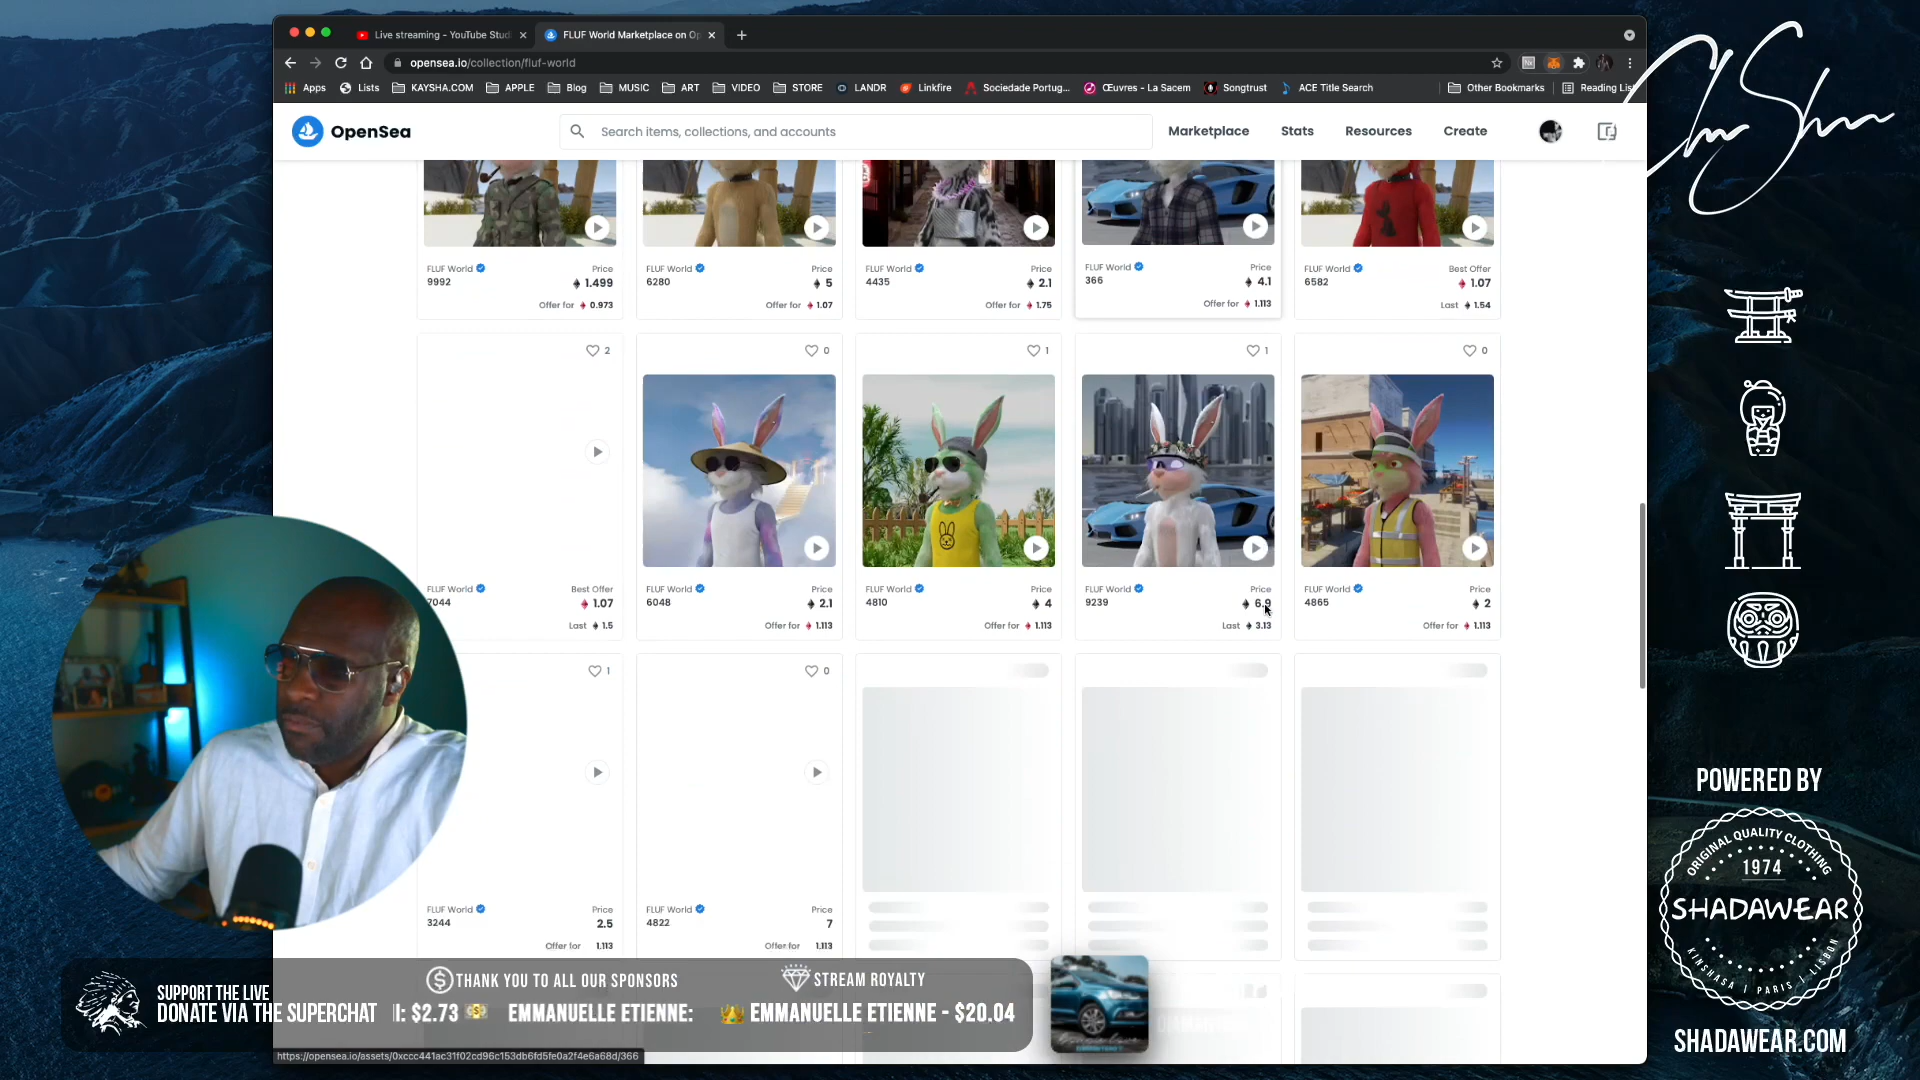 Live streaming - YouTube Stud
FLUF World Marketplace on Op
opensea.io/collection/fluf-world
Apps
Lists
KAYSHA.COM
APPLE
Blog
MUSIC
ART
VIDEO
STORE
LANDR
Linkfire
Sociedade Portug...
Œuvres - La Sacem
Songtrust
ACE Title Search
Other Bookmarks
Reading List
OpenSea
Search items, collections, and accounts
Marketplace
Stats
Resources
Create
FLUF World Price
9992 1.499
Offer for 0.973
FLUF World Price
6280 5
Offer for 1.07
FLUF World Price
4435 2.1
Offer for 1.75
FLUF World Price
366 4.1
Offer for 1.113
FLUF World Best Offer
6582 1.07
Last 1.54
2
0
1
1
0
FLUF World Best Offer
7044 1.07
Last 1.5
FLUF World Price
6048 2.1
Offer for 1.113
FLUF World Price
4810 4
Offer for 1.113
FLUF World Price
9239 6.9
Last 3.13
FLUF World Price
4865 2
Offer for 1.113
1
0
FLUF World Price
3244 2.5
Offer for 1.113
FLUF World Price
4822 7
Offer for 1.113
SUPPORT THE LIVE
DONATE VIA THE SUPERCHAT
THANK YOU TO ALL OUR SPONSORS
I: $2.73 EMMANUELLE ETIENNE:
STREAM ROYALTY
EMMANUELLE ETIENNE - $20.04
https://opensea.io/assets/0xccc441ac31f02cd96c153db6fd5fe0a2f4e6a68d/366
POWERED BY
ORIGINAL QUALITY CLOTHING
1974
SHADAWEAR
KINSHASA | PARIS | LISBON
SHADAWEAR.COM